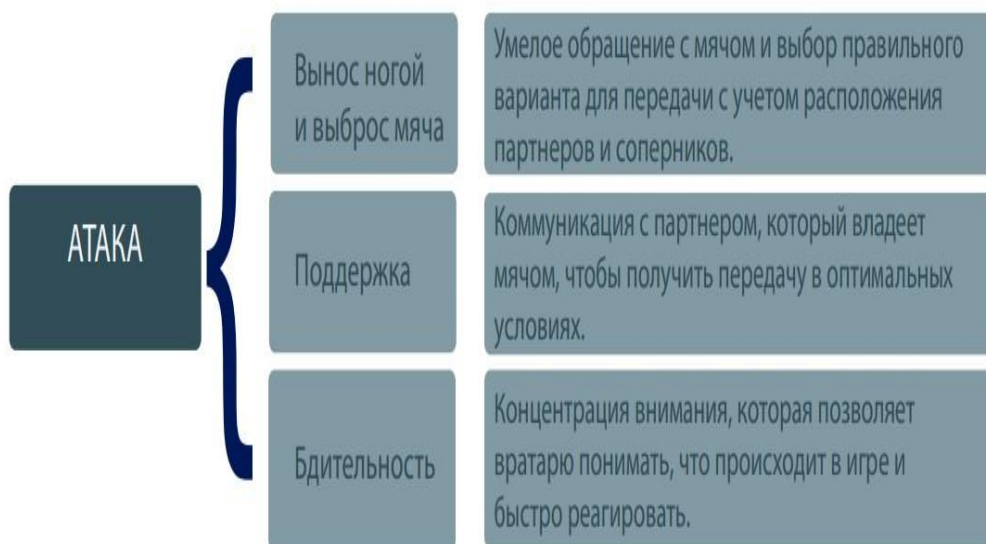 АТАКА
Вынос ногой
и выброс мяча
Умелое обращение с мячом и выбор правильного
варианта для передачи с учетом расположения
партнеров и соперников.
Поддержка
Коммуникация с партнером, который владеет
мячом, чтобы получить передачу в оптимальных
условиях.
Бдительность
Концентрация внимания, которая позволяет
вратарю понимать, что происходит в игре и
быстро реагировать.